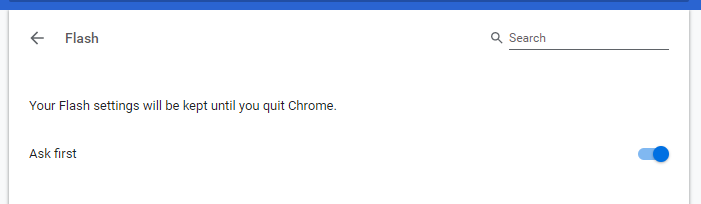 Flash
Search
Your Flash settings will be kept until you quit Chrome.
Ask first